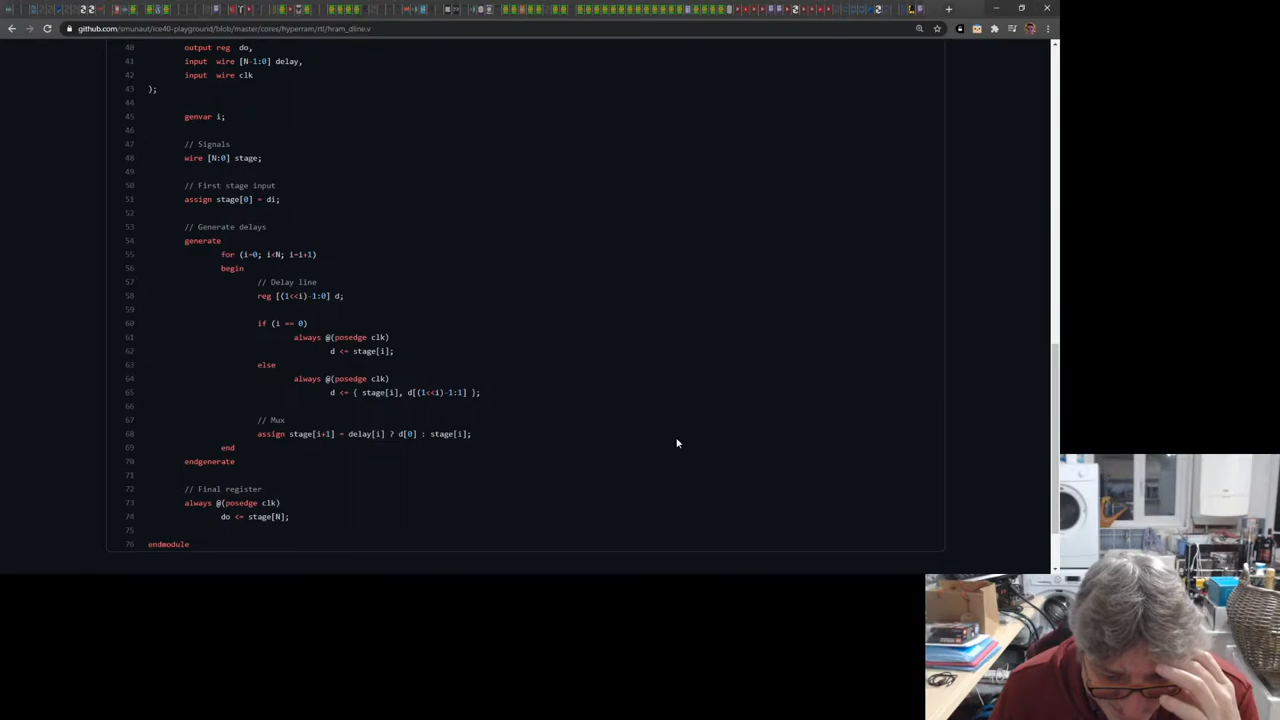 github.com/smunaut/ice40-playground/blob/master/cores/hyperram/rtl/hram_dline.v
40 output reg do,
41 input wire [N-1:0] delay,
42 input wire clk
43 );
44
45 genvar i;
46
47 // Signals
48 wire [N:0] stage;
49
50 // First stage input
51 assign stage[0] = di;
52
53 // Generate delays
54 generate
55 for (i=0; i<N; i=i+1)
56 begin
57 // Delay line
58 reg [(1<<i)-1:0] d;
59
60 if (i == 0)
61 always @(posedge clk)
62 d <= stage[i];
63 else
64 always @(posedge clk)
65 d <= { stage[i], d[(1<<i)-1:1] };
66
67 // Mux
68 assign stage[i+1] = delay[i] ? d[0] : stage[i];
69 end
70 endgenerate
71
72 // Final register
73 always @(posedge clk)
74 do <= stage[N];
75
76 endmodule